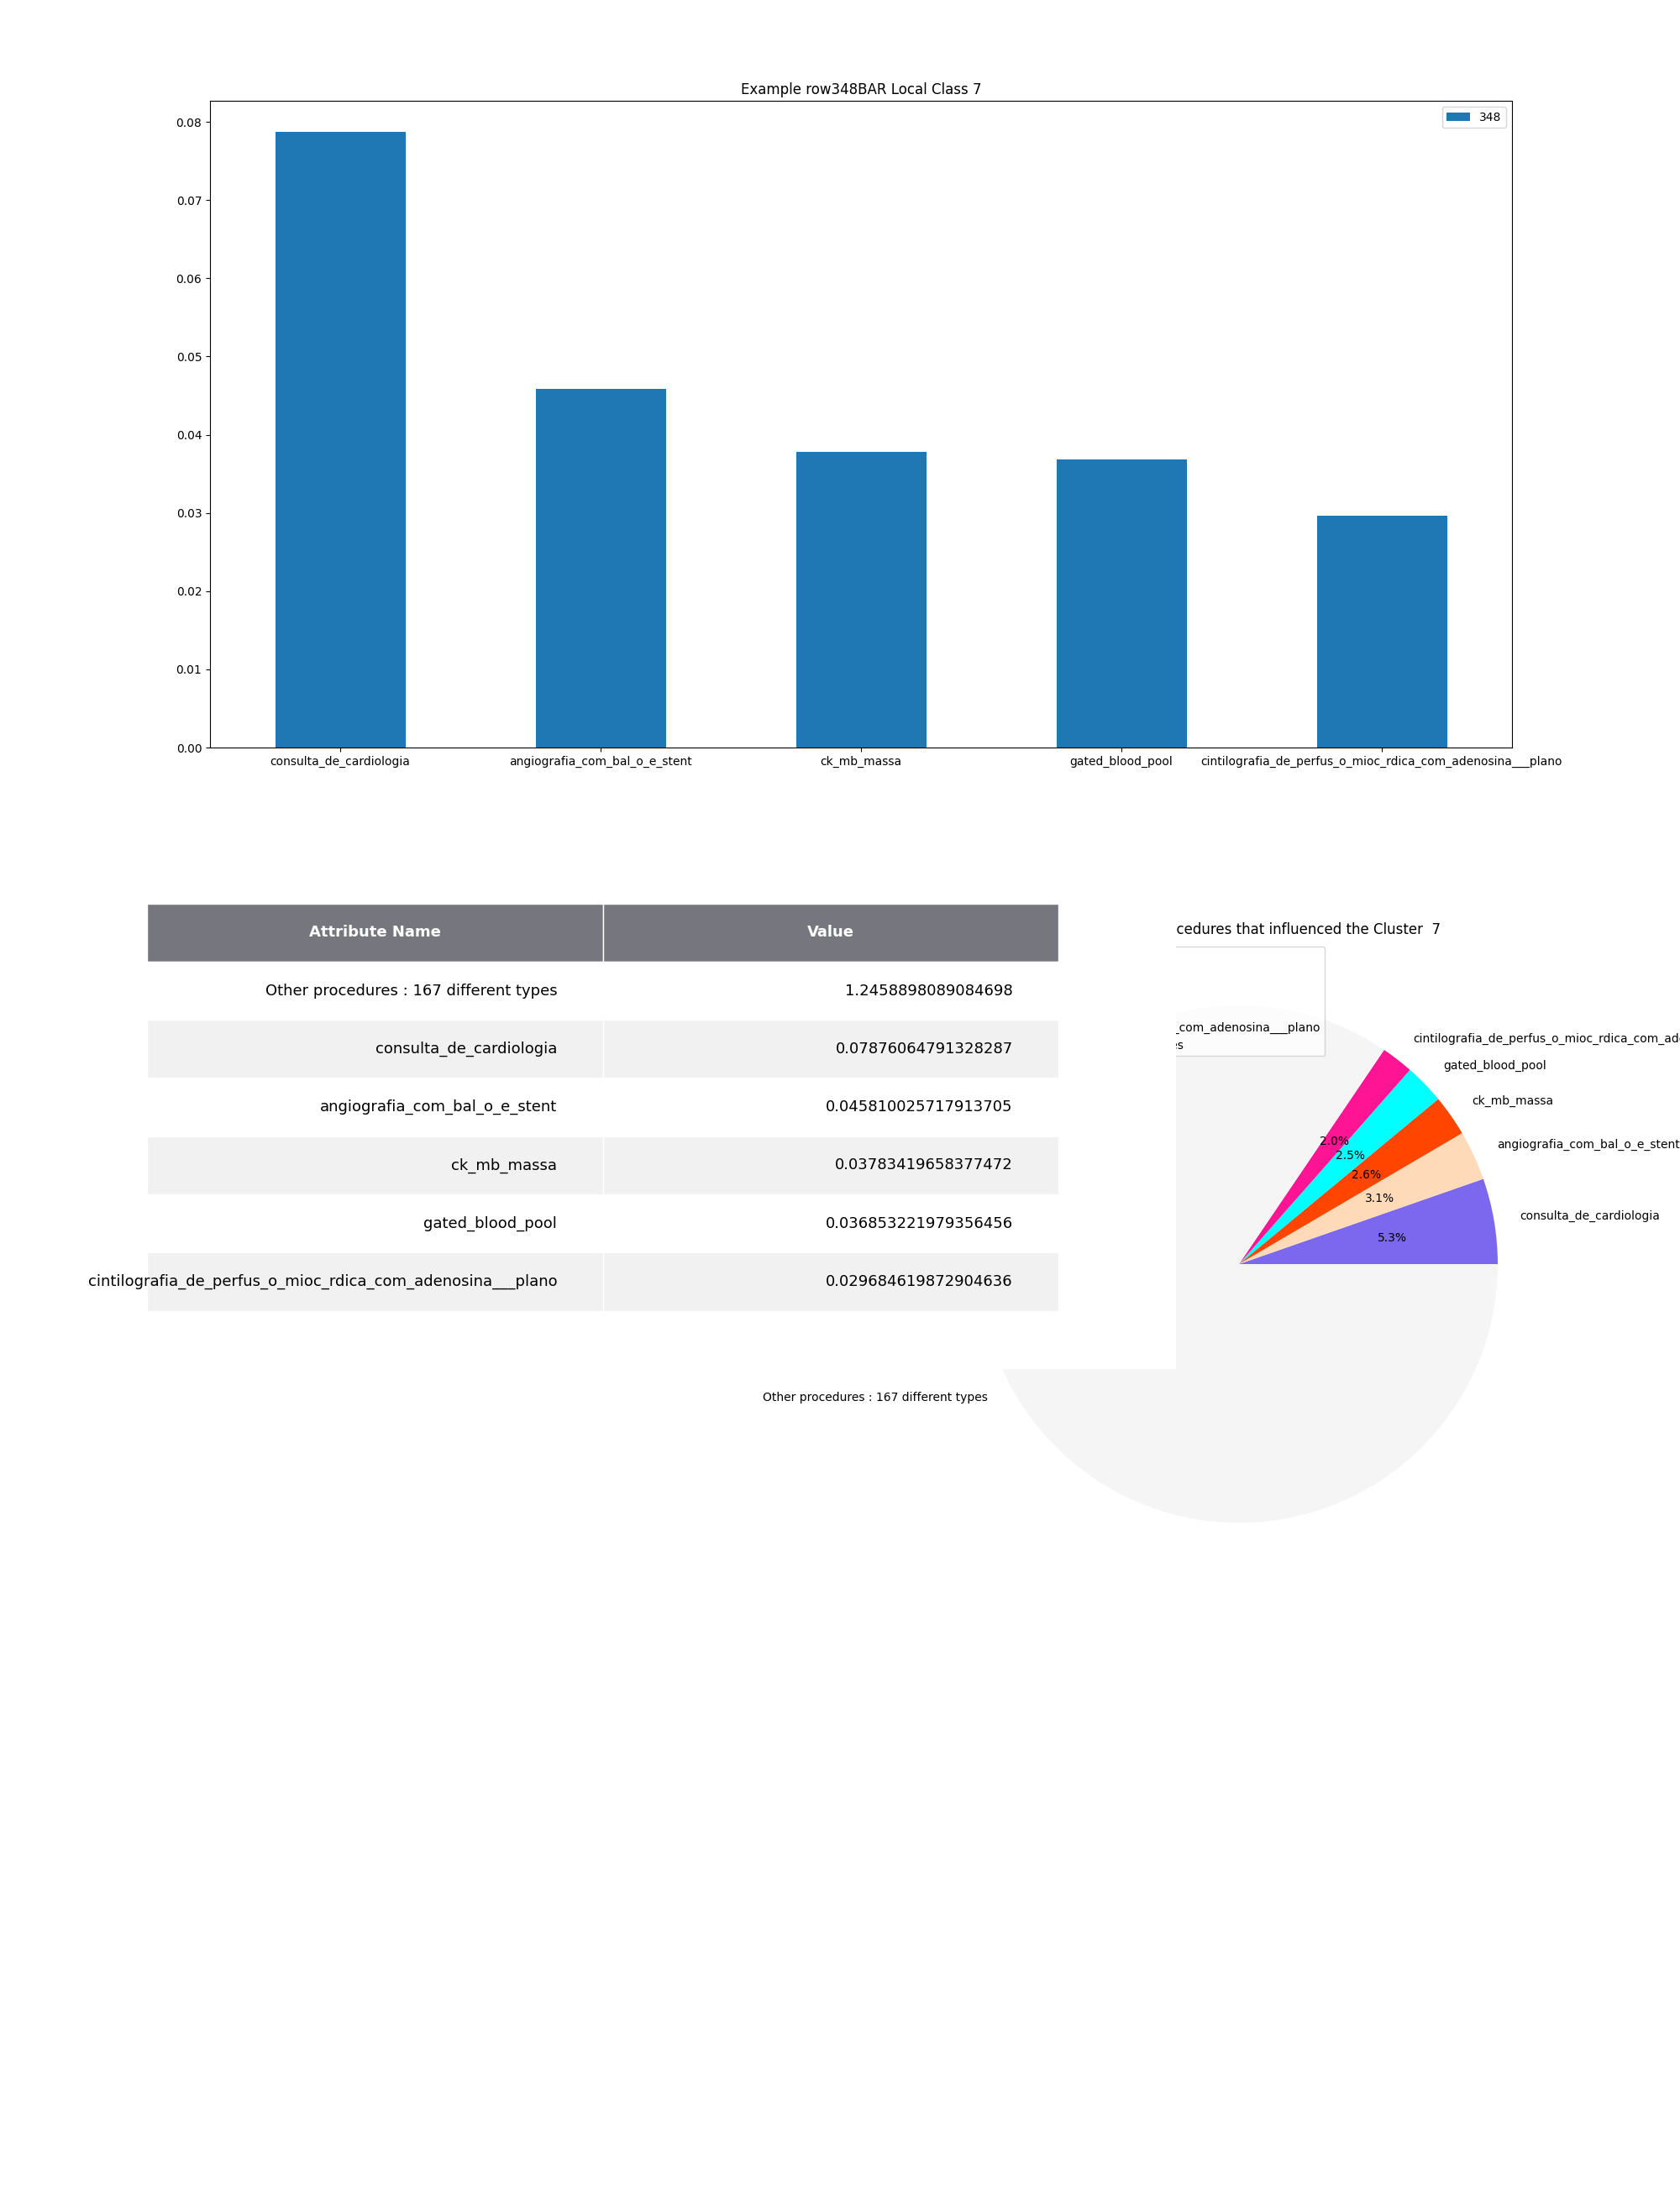 Example row348BAR Local Class 7
348
0.08
0.07
0.06
0.05
0.04
0.03
0.02
0.01
0.00
consulta_de_cardiologia
angiografia_com_bal_o_e_stent
ck_mb_massa
gated_blood_pool
cintilografia_de_perfus_o_mioc_rdica_com_adenosina___plano
Attribute Name Value
Other procedures : 167 different types 1.2458898089084698
consulta_de_cardiologia 0.07876064791328287
angiografia_com_bal_o_e_stent 0.045810025717913705
ck_mb_massa 0.03783419658377472
gated_blood_pool 0.036853221979356456
cintilografia_de_perfus_o_mioc_rdica_com_adenosina___plano 0.029684619872904636
cedures that influenced the Cluster 7
_com_adenosina___plano
es
cintilografia_de_perfus_o_mioc_rdica_com_ade
gated_blood_pool
ck_mb_massa
angiografia_com_bal_o_e_stent
consulta_de_cardiologia
2.0%
2.5%
2.6%
3.1%
5.3%
Other procedures : 167 different types